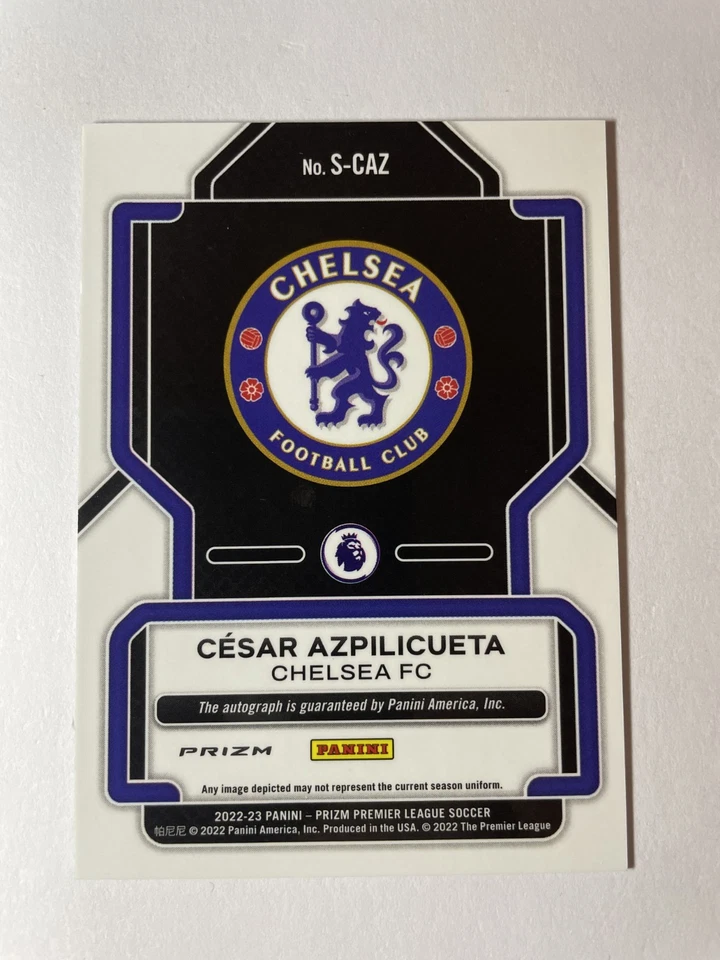 No. S-CAZ
CHELSEA
FOOTBALL CLUB
CÉSAR AZPILICUETA
CHELSEA FC
The autograph is guaranteed by Panini America, Inc.
PRIZM PANINI
Any image depicted may not represent the current season uniform.
2022-23 PANINI – PRIZM PREMIER LEAGUE SOCCER
帕尼尼 © 2022 Panini America, Inc. Produced in the USA. © 2022 The Premier League